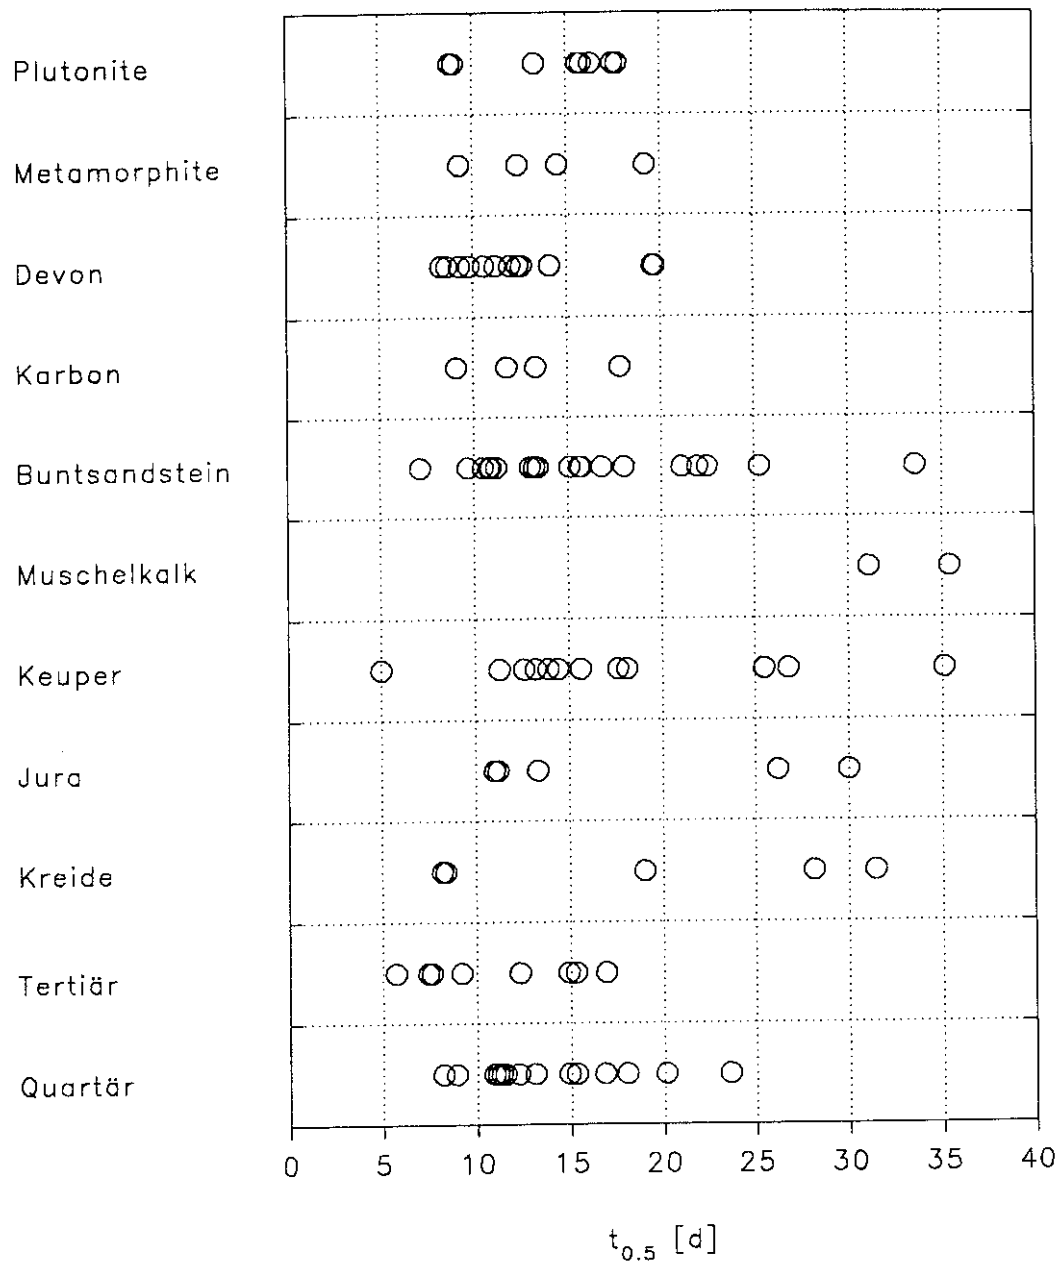 Plutonite
Metamorphite
Devon
Karbon
Buntsandstein
Muschelkalk
Keuper
Jura
Kreide
Tertiär
Quartär
0 5 10 15 20 25 30 35 40
t0.5 [d]